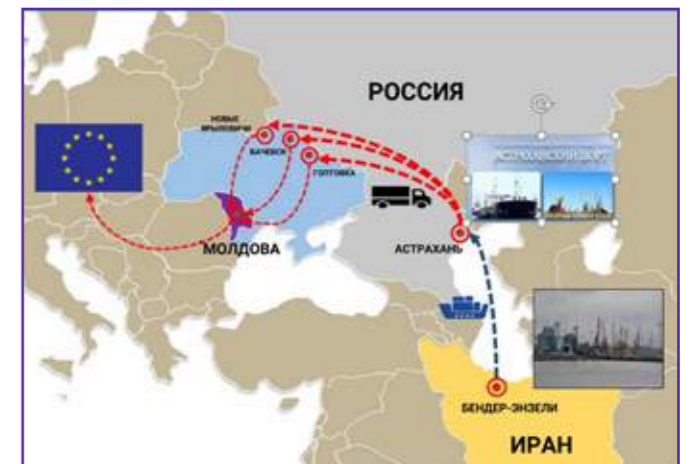 РОССИЯ
НОВЫЕ
ЯРЫЛОВИЧИ
БАЧЕВСК
ГОПТОВКА
АСТРАХАНСКИЙ ПОРТ
МОЛДОВА
АСТРАХАНЬ
БЕНДЕР-ЭНЗЕЛИ
ИРАН